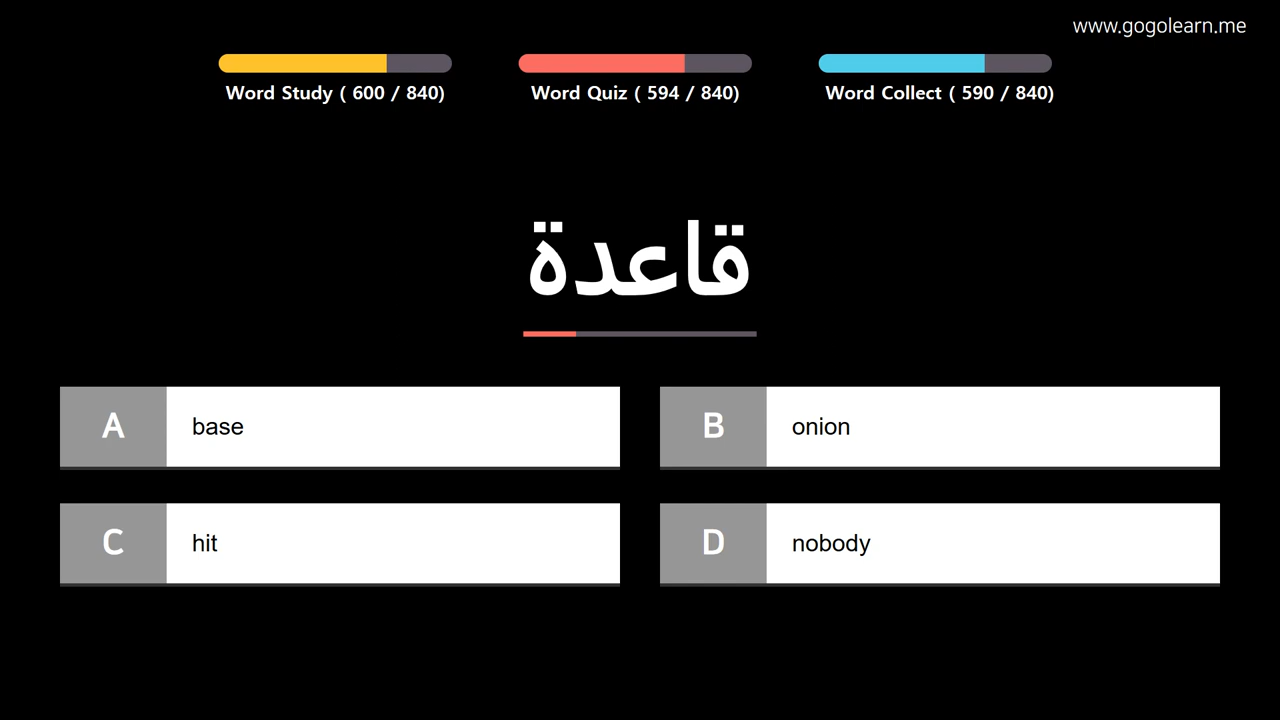 www.gogolearn.me
Word Study ( 600 / 840)
Word Quiz ( 594 / 840)
Word Collect ( 590 / 840)
قاعدة
A base
B onion
C hit
D nobody